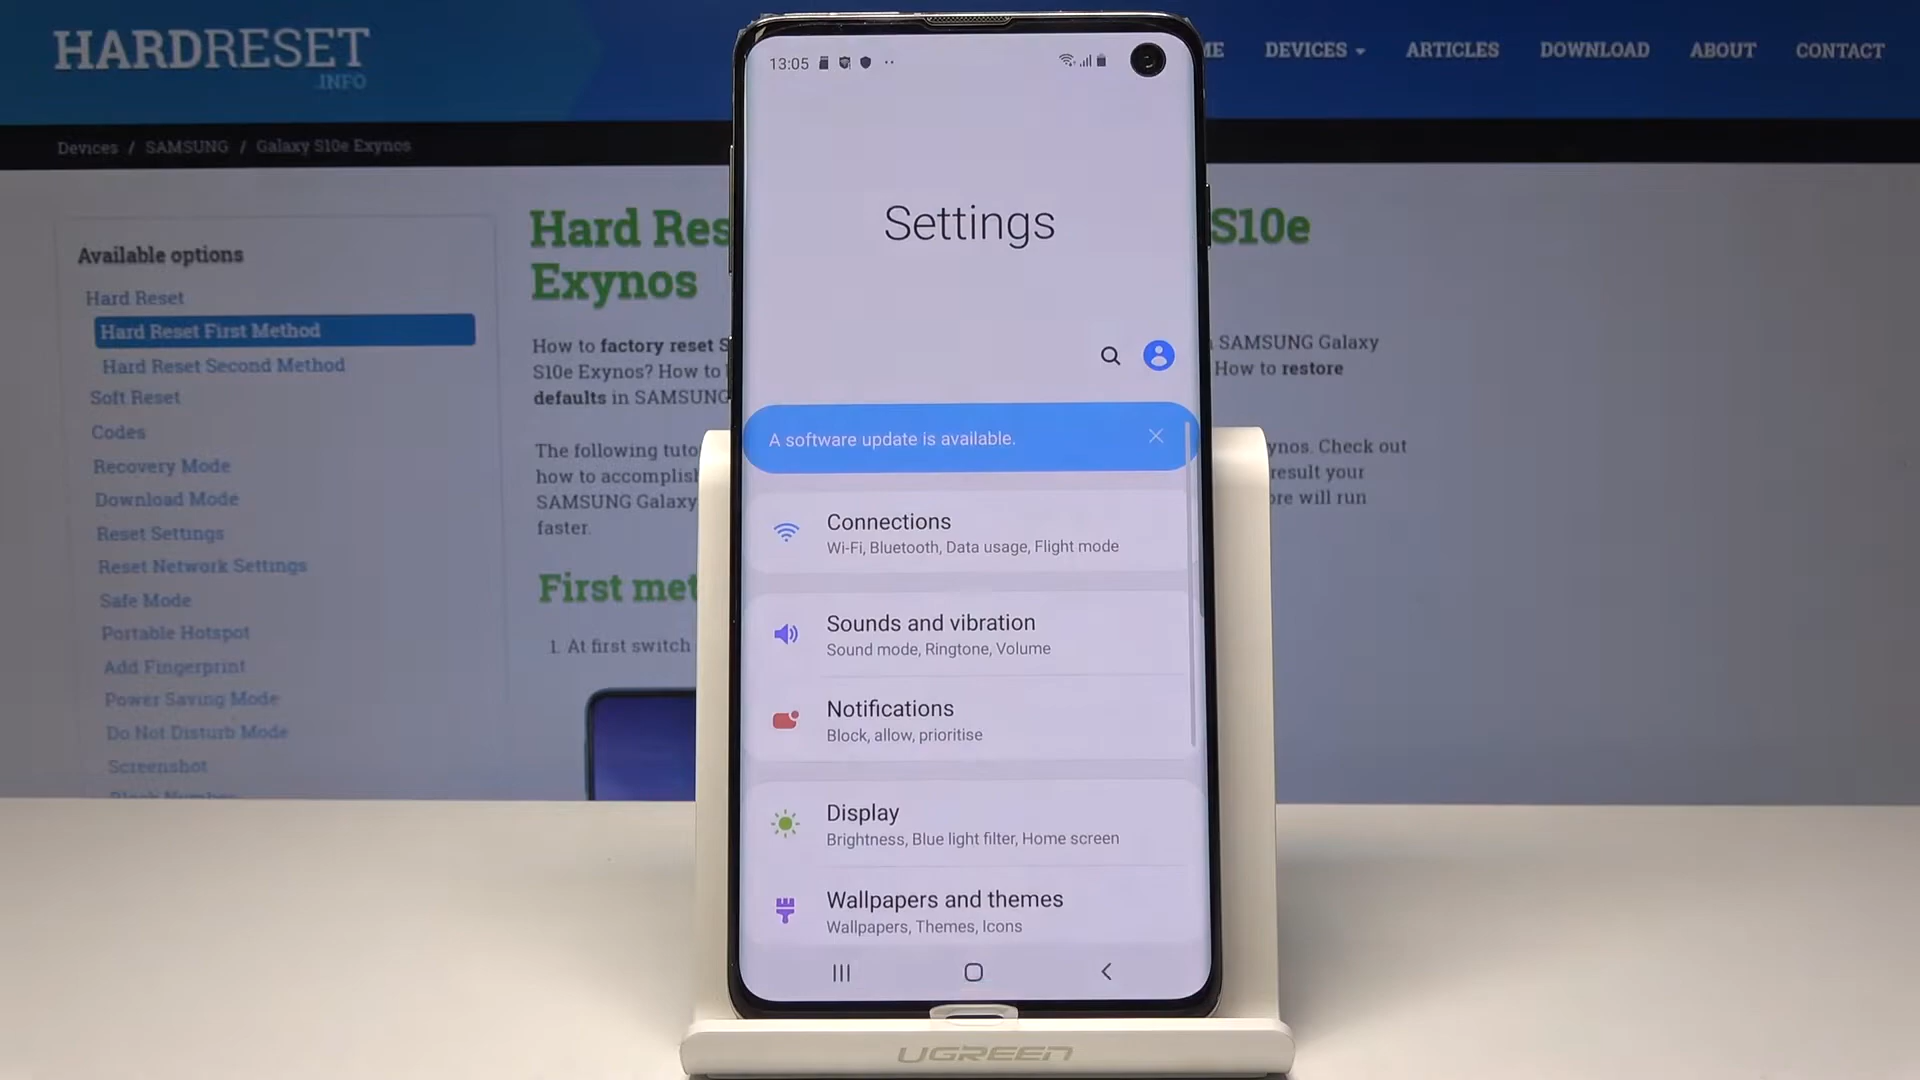 HARDRESET
.INFO
ME DEVICES ARTICLES DOWNLOAD ABOUT CONTACT
Devices / SAMSUNG / Galaxy S10e Exynos
Available options
Hard Reset
Hard Reset First Method
Hard Reset Second Method
Soft Reset
Codes
Recovery Mode
Download Mode
Reset Settings
Reset Network Settings
Safe Mode
Portable Hotspot
Add Fingerprint
Power Saving Mode
Do Not Disturb Mode
Screenshot
Hard Res
S10e
Exynos
How to factory reset S
SAMSUNG Galaxy
S10e Exynos? How to
How to restore
defaults in SAMSUNG
The following tuto
ynos. Check out
how to accomplish
result your
SAMSUNG Galaxy
ore will run
faster.
First met
1. At first switch
13:05
Settings
A software update is available.
Connections
Wi-Fi, Bluetooth, Data usage, Flight mode
Sounds and vibration
Sound mode, Ringtone, Volume
Notifications
Block, allow, prioritise
Display
Brightness, Blue light filter, Home screen
Wallpapers and themes
Wallpapers, Themes, Icons
UGREEN